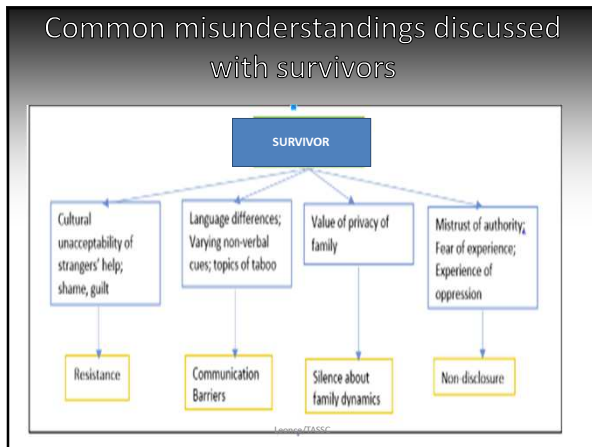 Common misunderstandings discussed
with survivors
SURVIVOR
Cultural
unacceptability of
strangers' help;
shame, guilt
Language differences;
Varying non-verbal
cues; topics of taboo
Value of privacy of
family
Mistrust of authority;
Fear of experience;
Experience of
oppression
Resistance
Communication
Barriers
Silence about
family dynamics
Non-disclosure